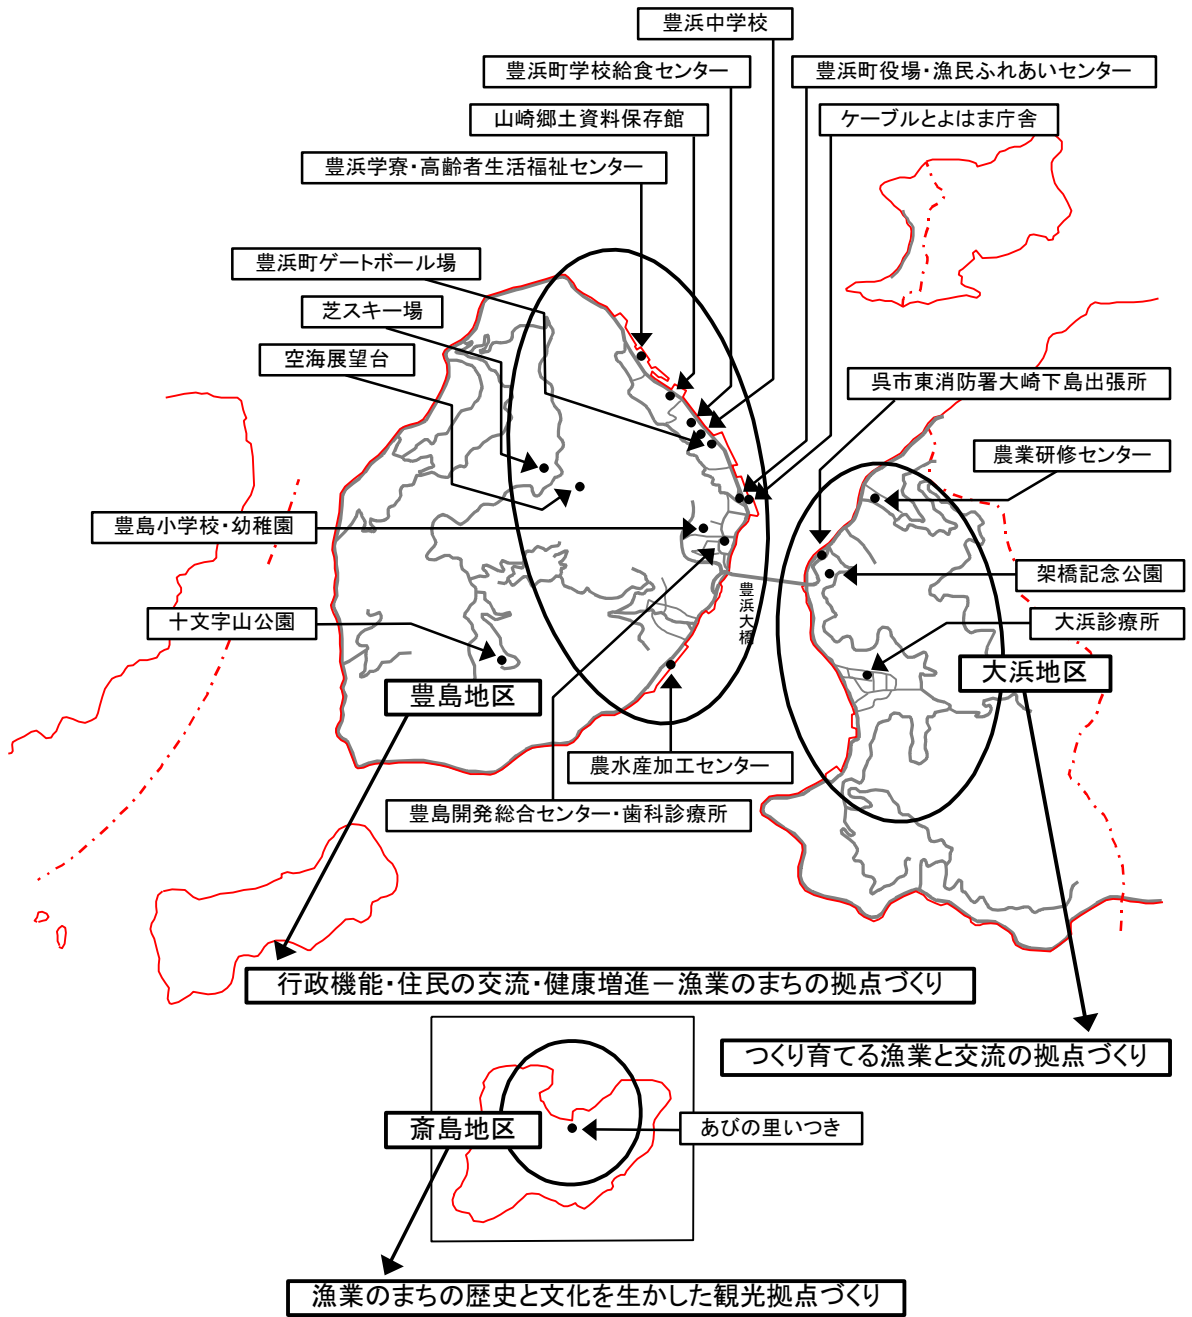 豊浜中学校
豊浜町学校給食センター
豊浜町役場・漁民ふれあいセンター
山崎郷土資料保存館
ケーブルとよはま庁舎
豊浜学寮・高齢者生活福祉センター
豊浜町ゲートボール場
芝スキー場
空海展望台
呉市東消防署大崎下島出張所
農業研修センター
豊島小学校・幼稚園
架橋記念公園
豊浜大橋
十文字山公園
大浜診療所
大浜地区
豊島地区
農水産加工センター
豊島開発総合センター・歯科診療所
行政機能・住民の交流・健康増進－漁業のまちの拠点づくり
つくり育てる漁業と交流の拠点づくり
斎島地区
あびの里いつき
漁業のまちの歴史と文化を生かした観光拠点づくり